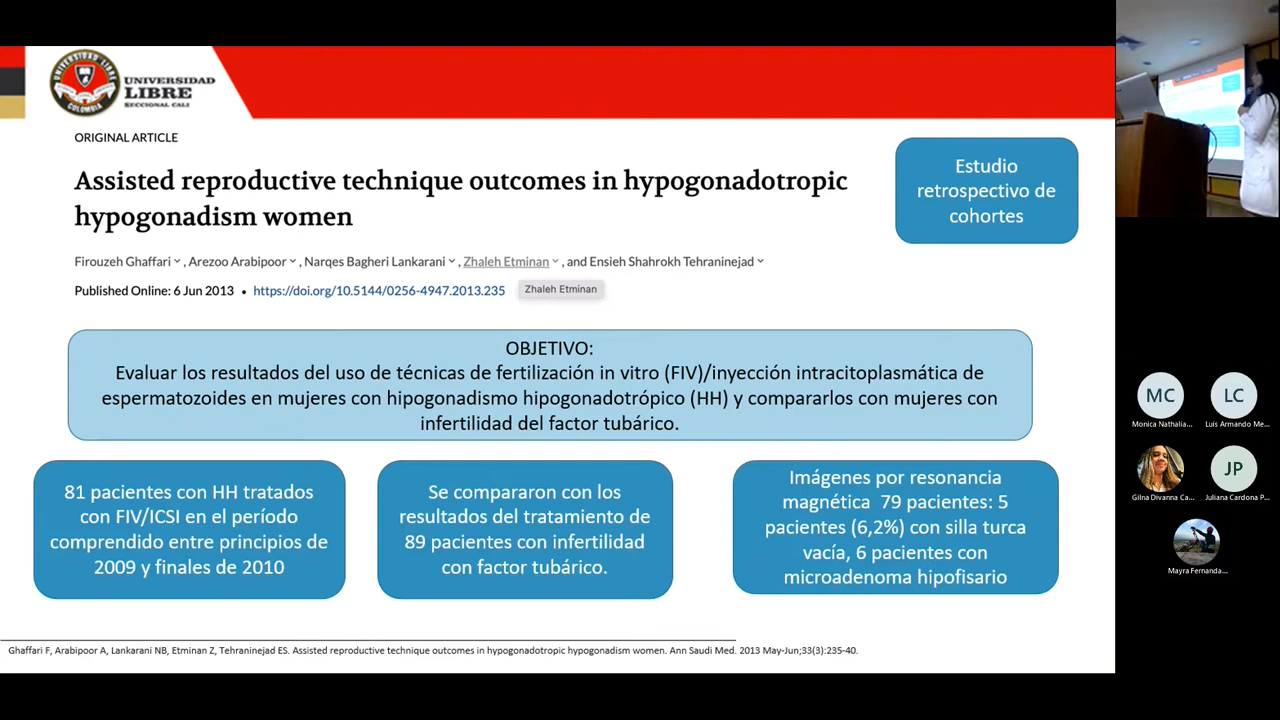 UNIVERSIDAD LIBRE
COLOMBIA
UNIVERSIDAD
LIBRE
SECCIONAL CALI
ORIGINAL ARTICLE
Assisted reproductive technique outcomes in hypogonadotropic
hypogonadism women
Estudio
retrospectivo de
cohortes
Firouzeh Ghaffari, Arezoo Arabipoor, Narqes Bagheri Lankarani, Zhaleh Etminan, and Ensieh Shahrokh Tehraninejad
Published Online: 6 Jun 2013 • https://doi.org/10.5144/0256-4947.2013.235
Zhaleh Etminan
OBJETIVO:
Evaluar los resultados del uso de técnicas de fertilización in vitro (FIV)/inyección intracitoplasmática de
espermatozoides en mujeres con hipogonadismo hipogonadotrópico (HH) y compararlos con mujeres con
infertilidad del factor tubárico.
81 pacientes con HH tratados
con FIV/ICSI en el período
comprendido entre principios de
2009 y finales de 2010
Se compararon con los
resultados del tratamiento de
89 pacientes con infertilidad
con factor tubárico.
Imágenes por resonancia
magnética 79 pacientes: 5
pacientes (6,2%) con silla turca
vacía, 6 pacientes con
microadenoma hipofisario
Ghaffari F, Arabipoor A, Lankarani NB, Etminan Z, Tehraninejad ES. Assisted reproductive technique outcomes in hypogonadotropic hypogonadism women. Ann Saudi Med. 2013 May-Jun;33(3):235-40.
MC
Monica Nathalia...
LC
Luis Armando Me...
Gilna Divanna Ca...
JP
Juliana Cardona P...
Mayra Fernanda...